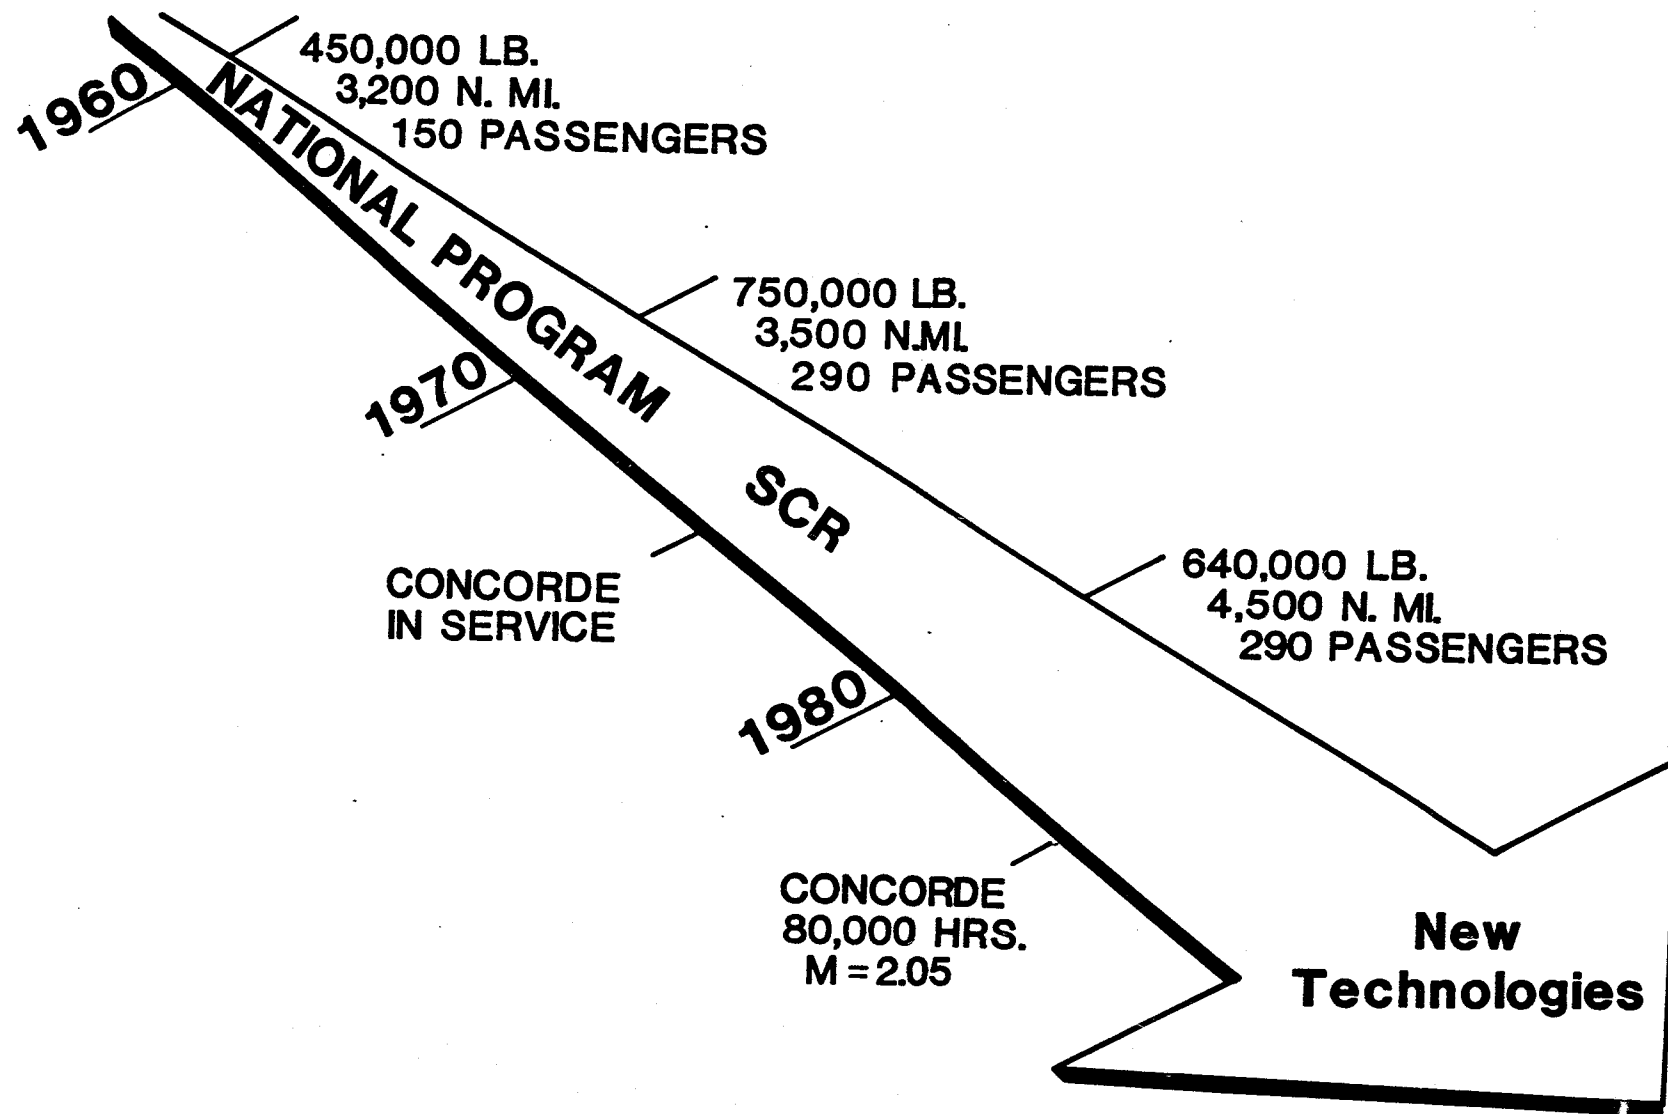 1960
450,000 LB.
3,200 N. MI.
150 PASSENGERS
NATIONAL PROGRAM
1970
750,000 LB.
3,500 N.MI.
290 PASSENGERS
SCR
CONCORDE
IN SERVICE
640,000 LB.
4,500 N. MI.
290 PASSENGERS
1980
CONCORDE
80,000 HRS.
M = 2.05
New
Technologies